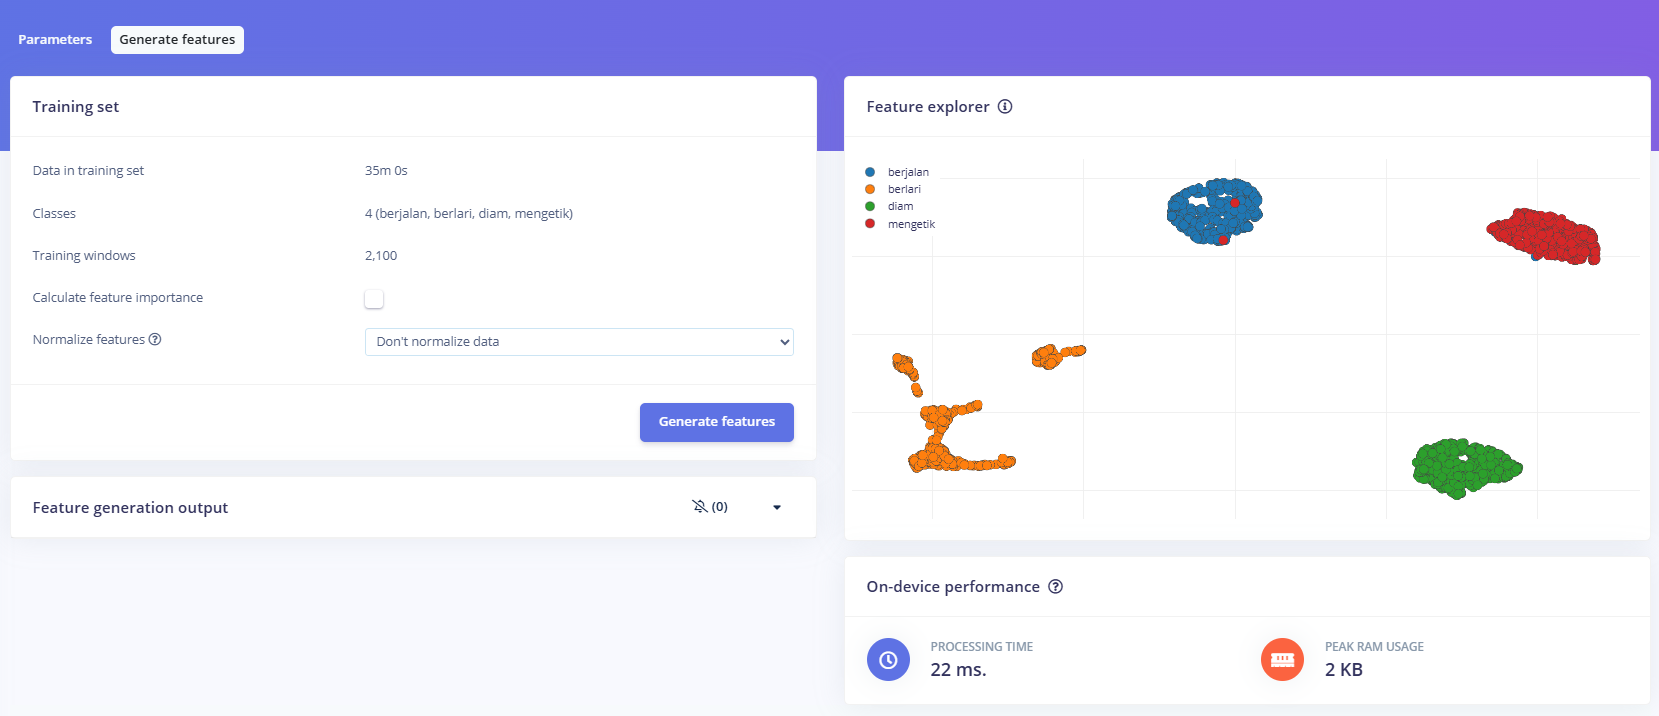 Parameters
Generate features
Training set
Data in training set
35m 0s
Classes
4 (berjalan, berlari, diam, mengetik)
Training windows
2,100
Calculate feature importance
Normalize features
Don't normalize data
Generate features
Feature generation output
(0)
Feature explorer
berjalan
berlari
diam
mengetik
On-device performance
PROCESSING TIME
22 ms.
PEAK RAM USAGE
2 KB